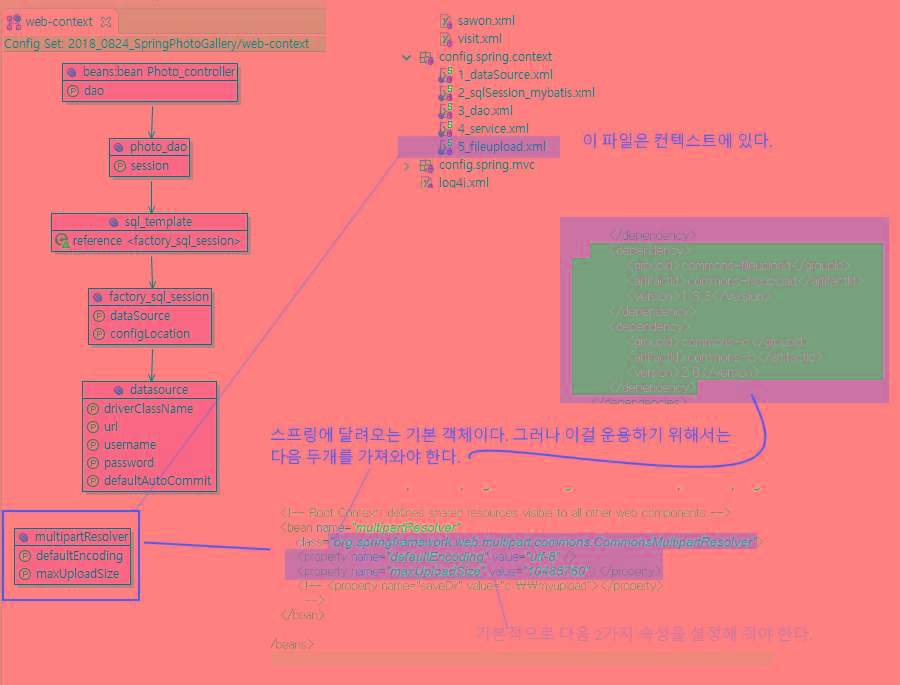 web-context
Config Set: 2018_0824_SpringPhotoGallery/web-context
beans:bean Photo_controller
dao
photo_dao
session
sql_template
reference <factory_sql_session>
factory_sql_session
dataSource
configLocation
datasource
driverClassName
url
username
password
defaultAutoCommit
multipartResolver
defaultEncoding
maxUploadSize
sawon.xml
visit.xml
config.spring.context
1_dataSource.xml
2_sqlSession_mybatis.xml
3_dao.xml
4_service.xml
5_fileupload.xml
config.spring.mvc
log4j.xml
이 파일은 컨텍스트에 있다.
</dependency>
<dependency>
<groupId>commons-fileupload</groupId>
<artifactId>commons-fileupload</artifactId>
<version>1.3.3</version>
</dependency>
<dependency>
<groupId>commons-io</groupId>
<artifactId>commons-io</artifactId>
<version>2.6</version>
</dependency>
</dependencies>
스프링에 달려오는 기본 객체이다. 그러나 이걸 운용하기 위해서는
다음 두개를 가져와야 한다.
<!-- Root Context: defines shared resources visible to all other web components -->
<bean name="multipartResolver"
class="org.springframework.web.multipart.commons.CommonsMultipartResolver">
<property name="defaultEncoding" value="utf-8" />
<property name="maxUploadSize" value="10485760"></property>
<!-- <property name="saveDir" value="c:₩₩myupload"></property>
-->
</bean>
기본적으로 다음 2가지 속성을 설정해 줘야 한다.
/beans>